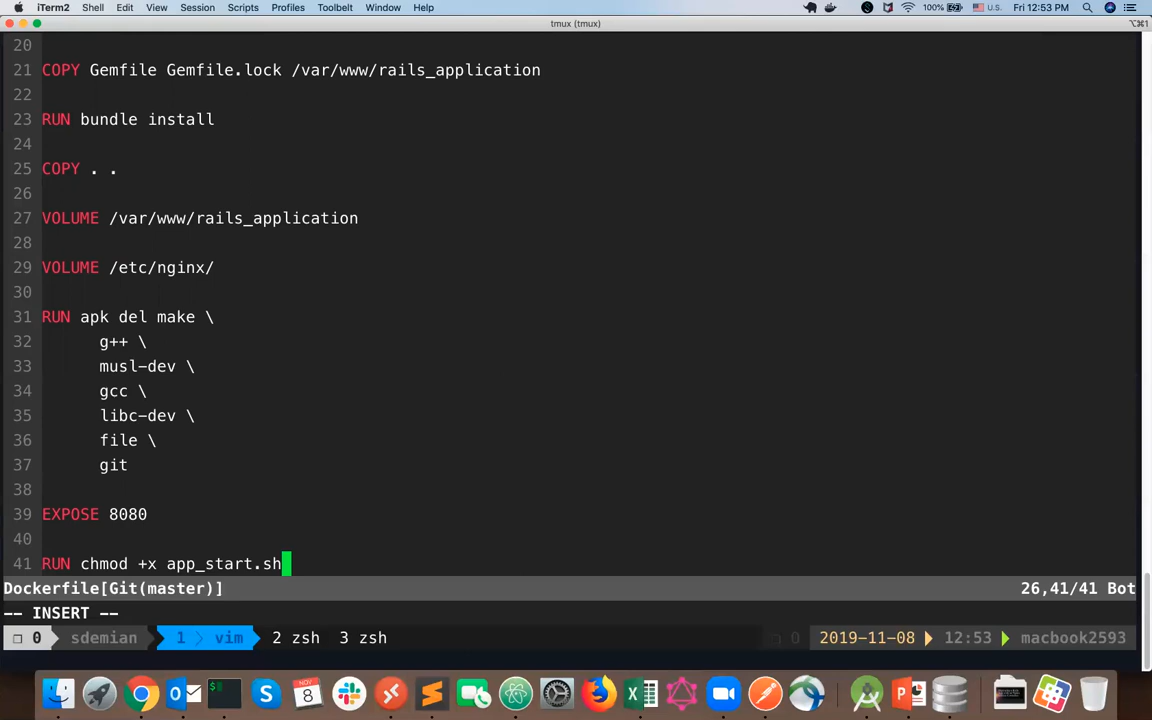 iTerm2 Shell Edit View Session Scripts Profiles Toolbelt Window Help 100% U.S. Fri 12:53 PM
tmux (tmux) ⌥⌘1
20
21 COPY Gemfile Gemfile.lock /var/www/rails_application
22
23 RUN bundle install
24
25 COPY . .
26
27 VOLUME /var/www/rails_application
28
29 VOLUME /etc/nginx/
30
31 RUN apk del make \
32 g++ \
33 musl-dev \
34 gcc \
35 libc-dev \
36 file \
37 git
38
39 EXPOSE 8080
40
41 RUN chmod +x app_start.sh
Dockerfile[Git(master)] 26,41/41 Bot
-- INSERT --
0 sdemian 1 vim 2 zsh 3 zsh 0 2019-11-08 12:53 macbook2593
NOV
8